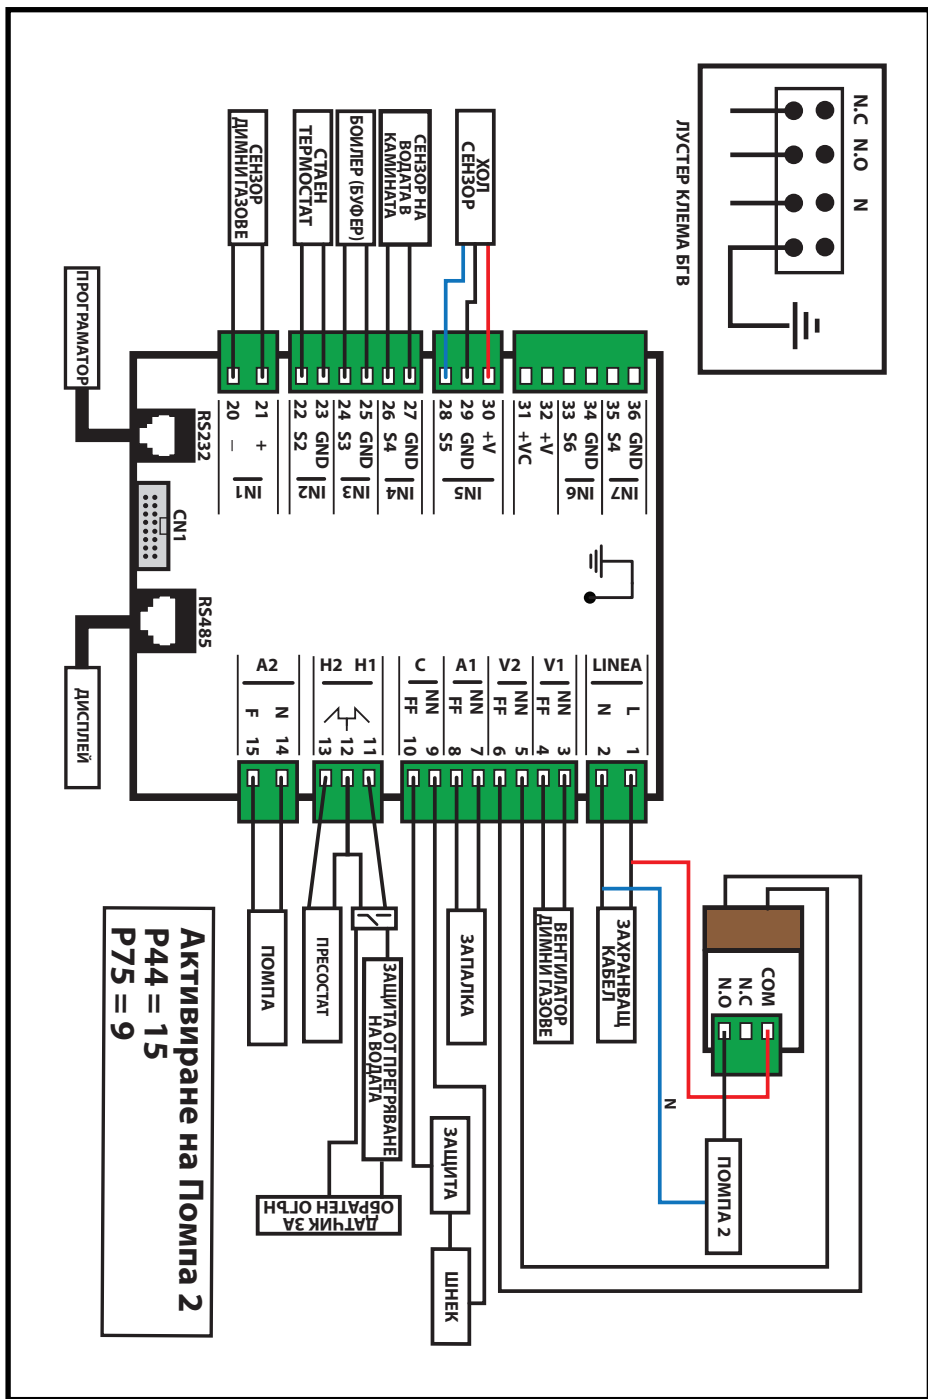 N.C N.O N
ЛУСТЕР КЛЕМА БГВ
ХОЛ
СЕНЗОР
СЕНЗОР НА
ВОДАТА В
КАМИНАТА
БОИЛЕР (БУФЕР)
СТАЕН
ТЕРМОСТАТ
СЕНЗОР
ДИМНИ ГАЗОВЕ
ПРОГРАМАТОР
36 GND
35 S4
IN7
34 GND
33 S6
IN6
32 +V
31 +VC
30 +V
29 GND
28 S5
IN5
27 GND
26 S4
IN4
25 GND
24 S3
IN3
23 GND
22 S2
IN2
21 +
20 –
IN1
RS232
CN1
RS485
ДИСПЛЕЙ
LINEA
L 1
N 2
V1
NN 3
FF 4
V2
NN 5
FF 6
A1
NN 7
FF 8
C
NN 9
FF 10
H1
H2
11
12
13
A2
N 14
F 15
COM
N.C
N.O
N
ПОМПА 2
ЗАХРАНВАЩ
КАБЕЛ
ВЕНТИЛАТОР
ДИМНИ ГАЗОВЕ
ЗАПАЛКА
ЗАЩИТА
ШНЕК
ЗАЩИТА ОТ ПРЕГРЯВАНЕ
НА ВОДАТА
ДАТЧИК ЗА
ОБРАТЕН ОГЪН
ПРЕСОСТАТ
ПОМПА
Активиране на Помпа 2
P44 = 15
P75 = 9